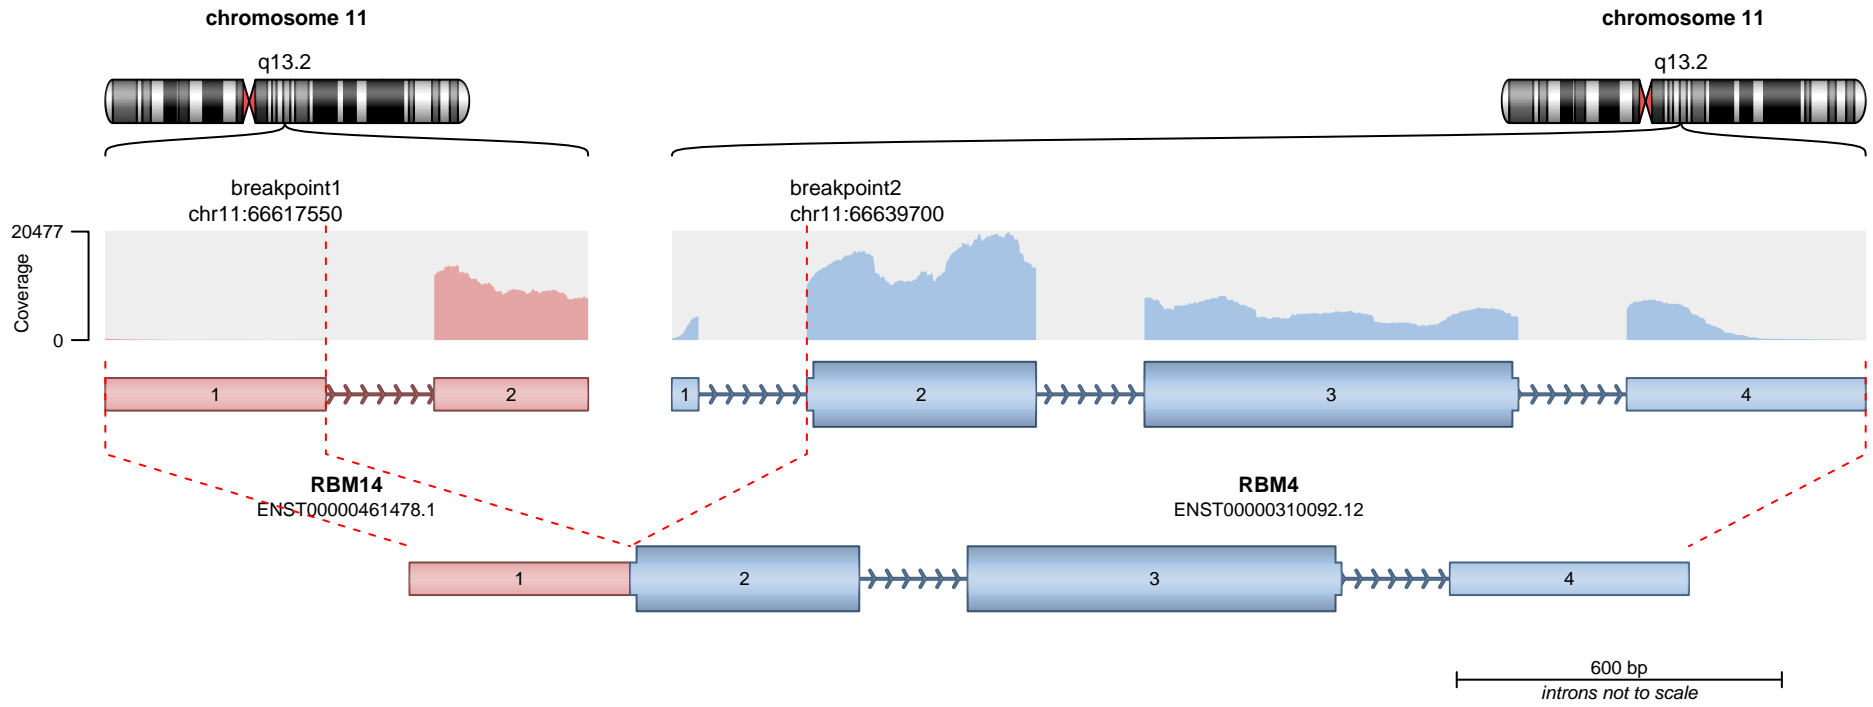 chromosome 11
chromosome 11
q13.2
q13.2
breakpoint1
chr11:66617550
breakpoint2
chr11:66639700
20477
Coverage
0
1
2
1
2
3
4
RBM14
ENST00000461478.1
RBM4
ENST00000310092.12
1
2
3
4
600 bp
introns not to scale